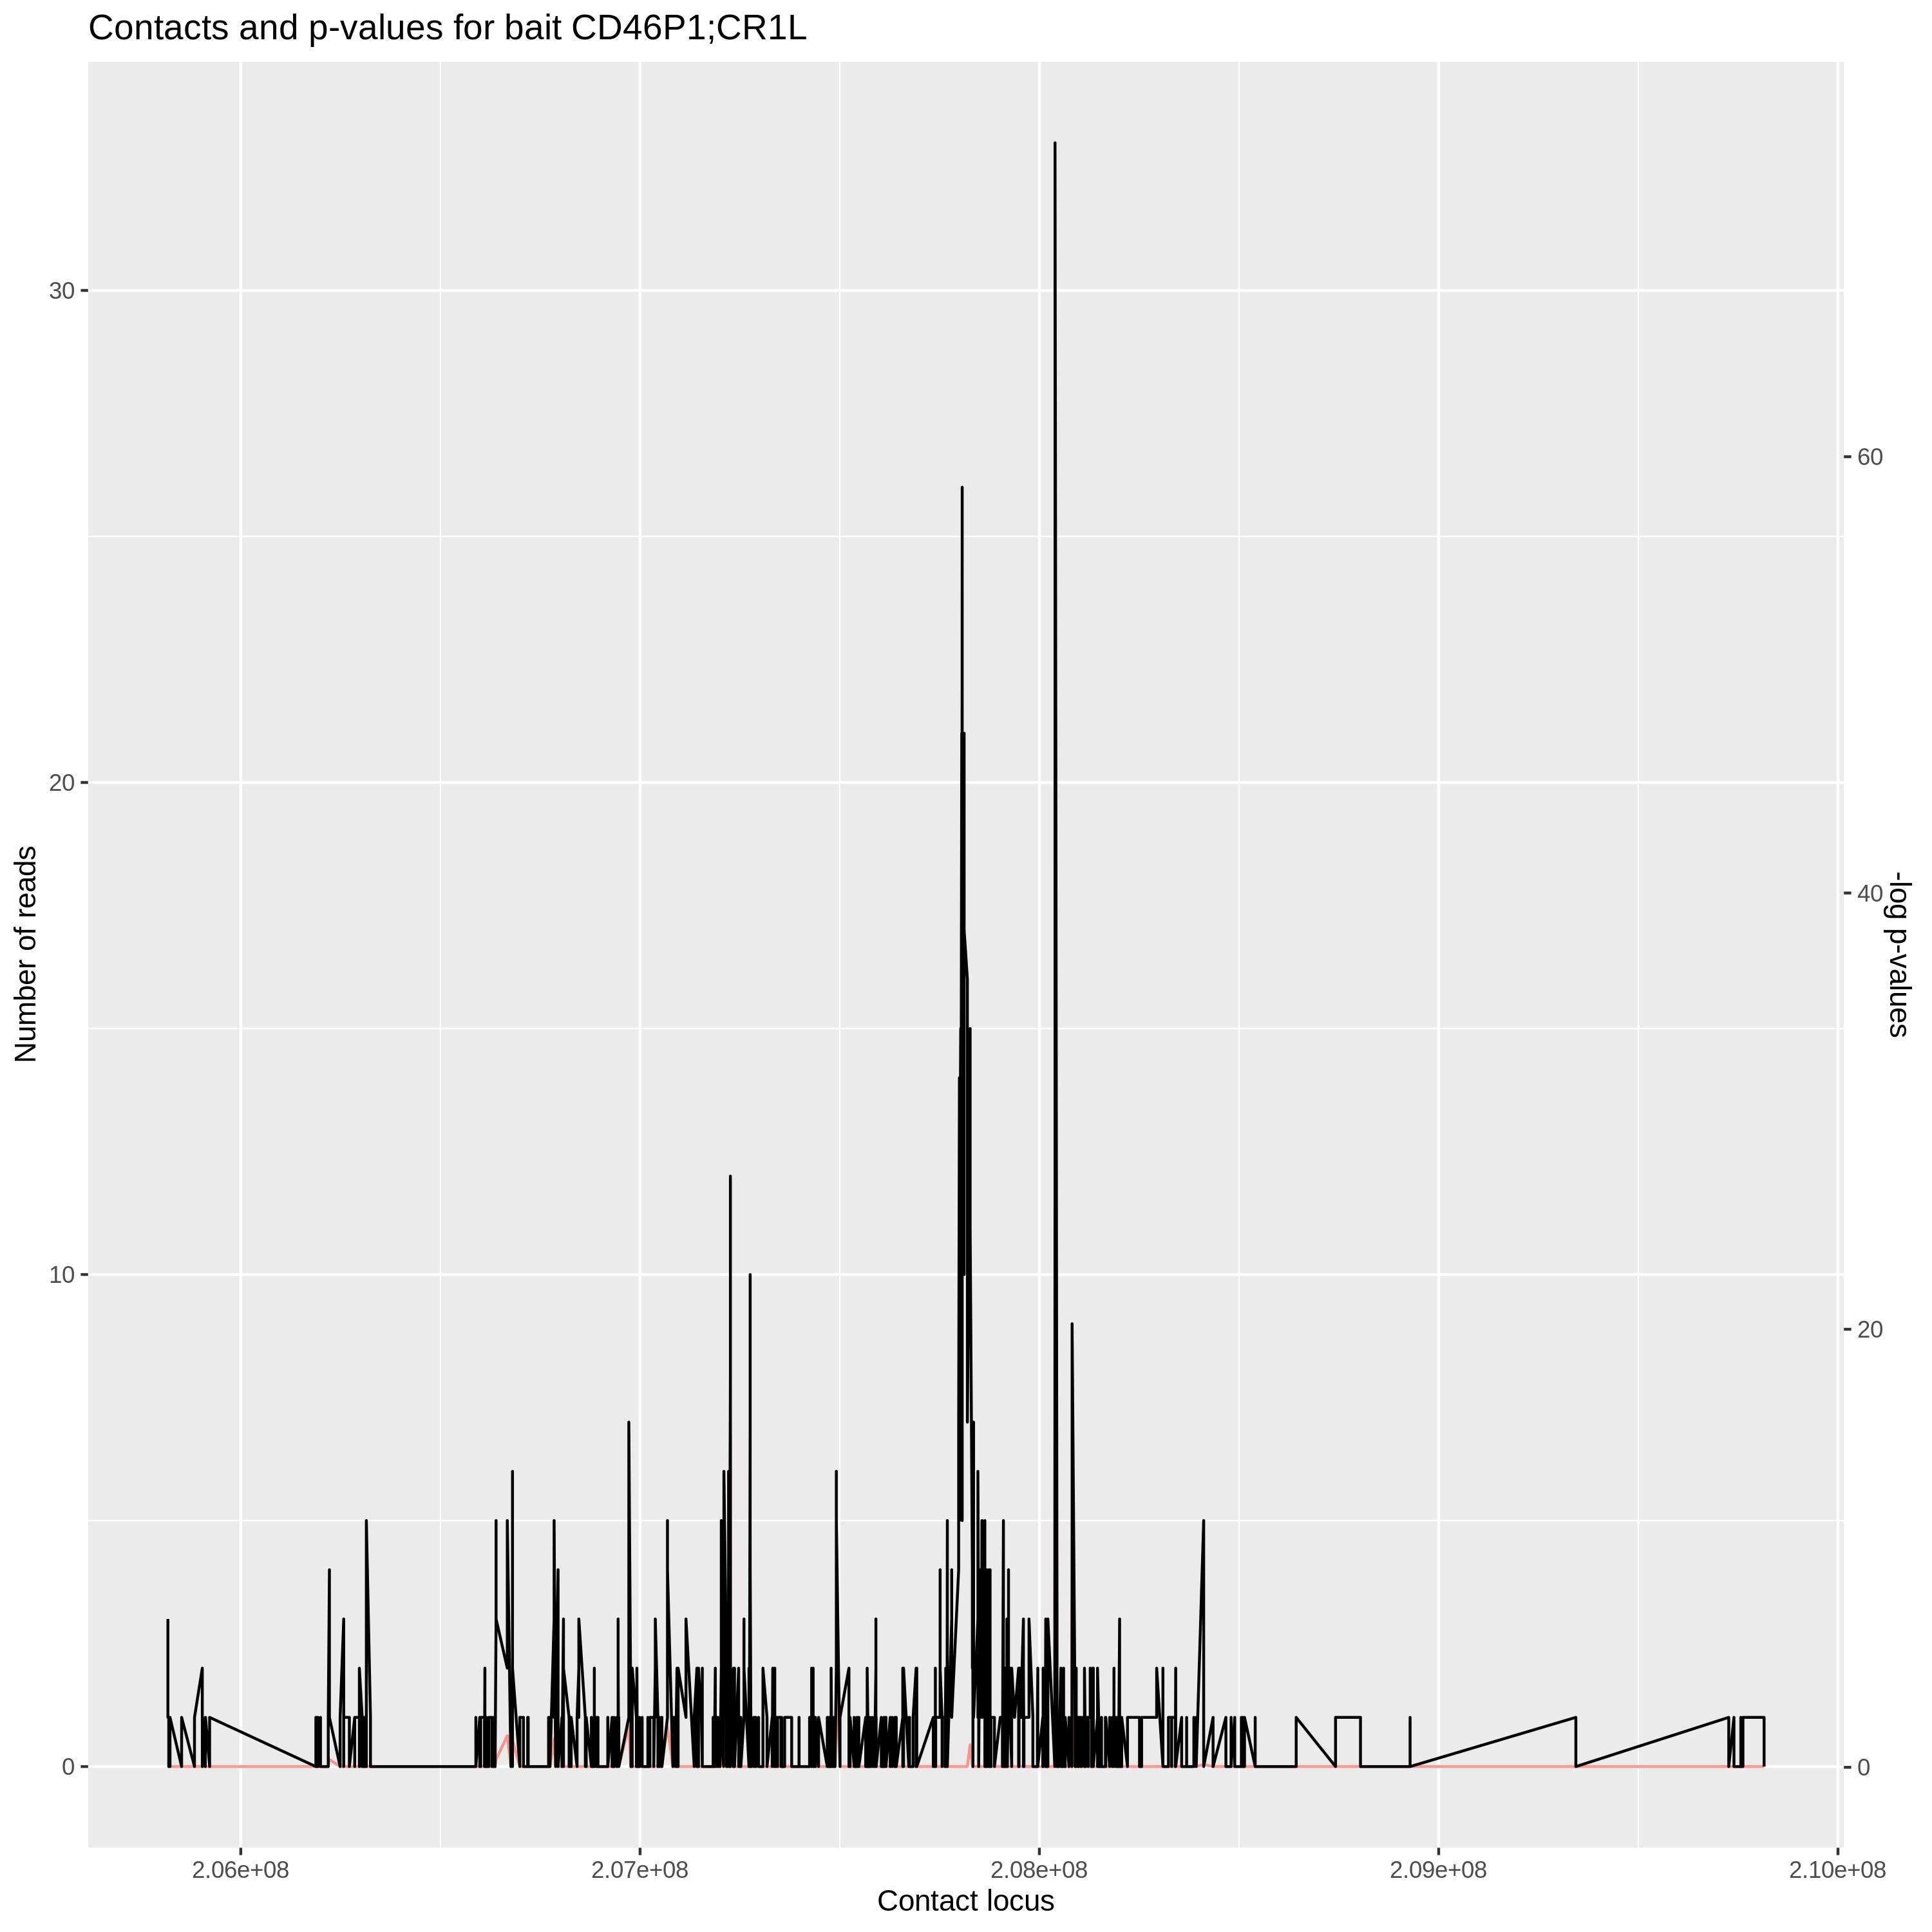 Contacts and p-values for bait CD46P1;CR1L
30
20
10
0
Number of reads
60
40
20
0
-log p-values
2.06e+08 2.07e+08 2.08e+08 2.09e+08 2.10e+08
Contact locus